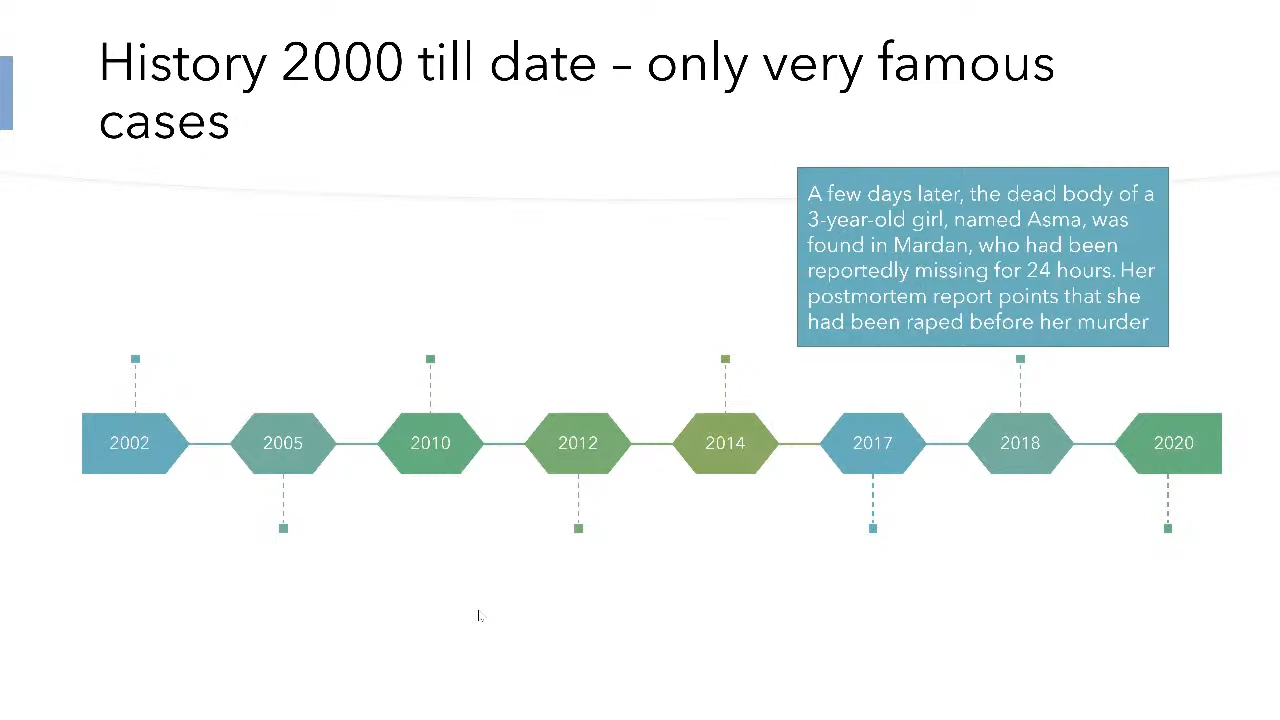 History 2000 till date – only very famous
cases
A few days later, the dead body of a
3-year-old girl, named Asma, was
found in Mardan, who had been
reportedly missing for 24 hours. Her
postmortem report points that she
had been raped before her murder
2002
2005
2010
2012
2014
2017
2018
2020